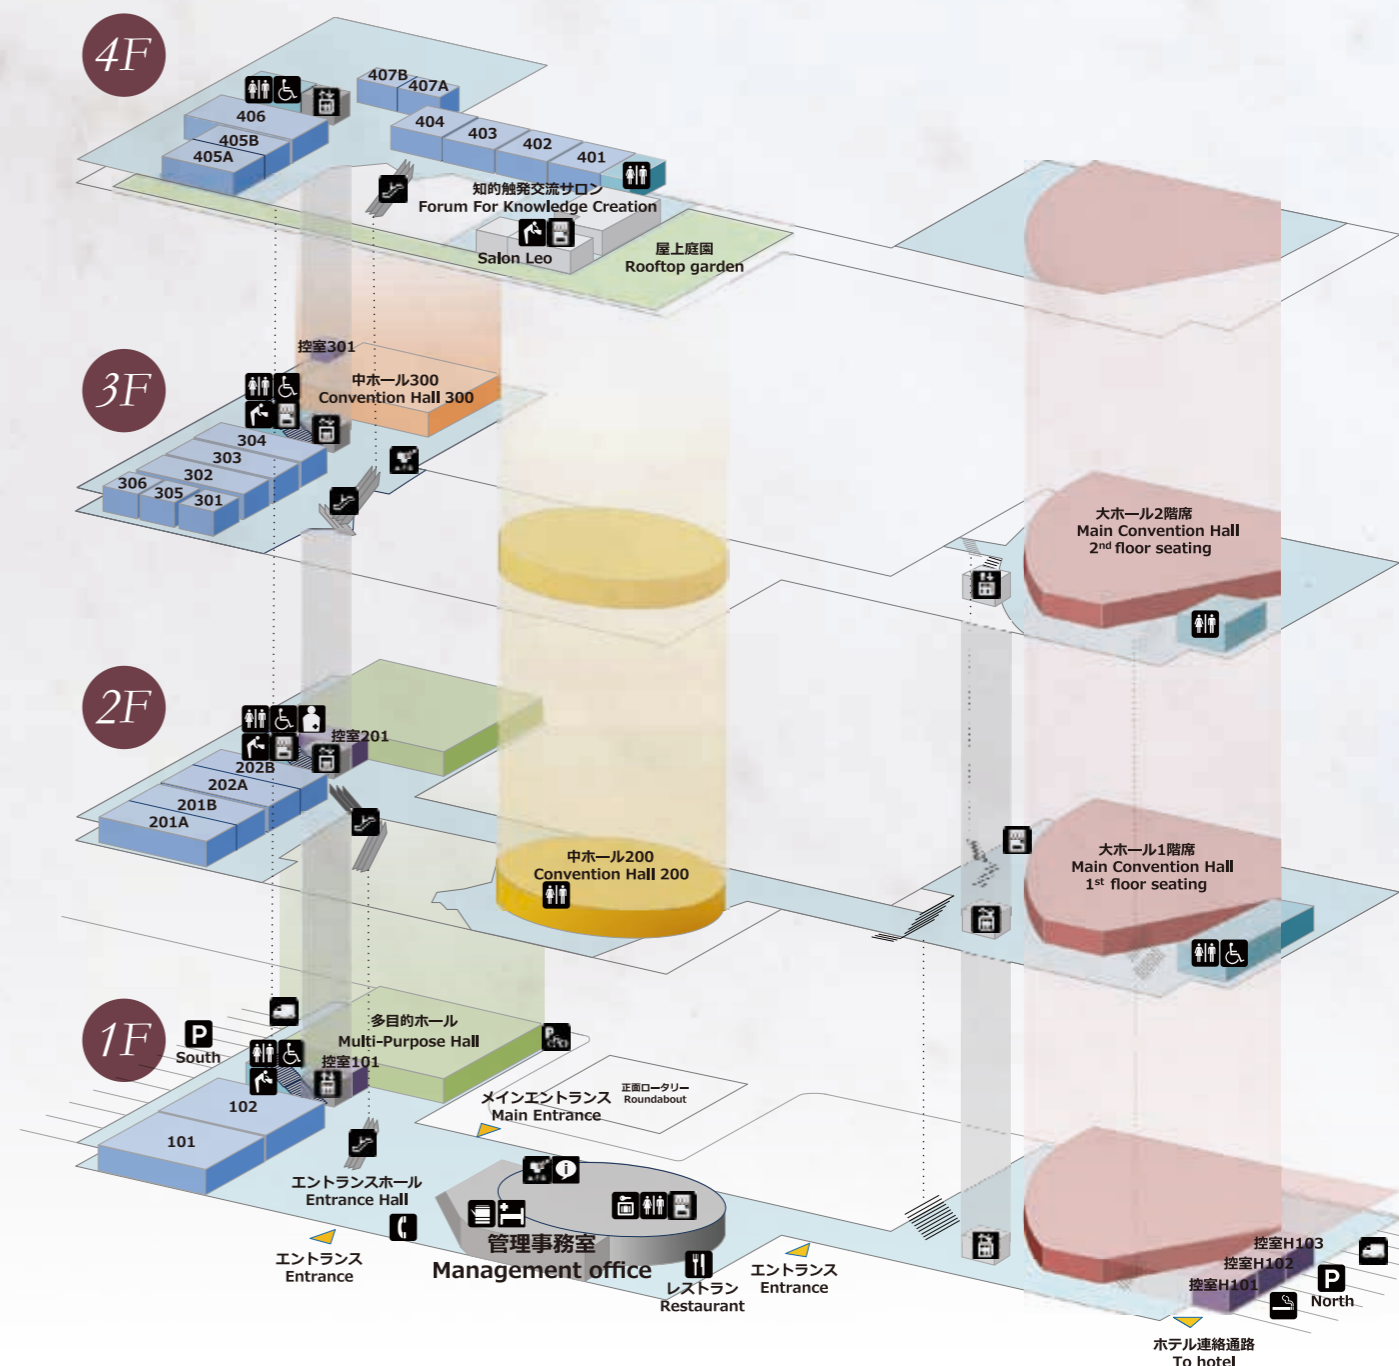 4F
407B
407A
406
405B
405A
404
403
402
401
知的触発交流サロン
Forum For Knowledge Creation
Salon Leo
屋上庭園
Rooftop garden
3F
控室301
中ホール300
Convention Hall 300
304
303
302
306
305
301
大ホール2階席
Main Convention Hall
2nd floor seating
2F
控室201
202B
202A
201B
201A
中ホール200
Convention Hall 200
大ホール1階席
Main Convention Hall
1st floor seating
1F
P
South
多目的ホール
Multi-Purpose Hall
控室101
102
101
P
正面ロータリー
Roundabout
メインエントランス
Main Entrance
エントランスホール
Entrance Hall
i
管理事務室
Management office
エントランス
Entrance
レストラン
Restaurant
エントランス
Entrance
控室H103
控室H102
控室H101
P
North
ホテル連絡通路
To hotel